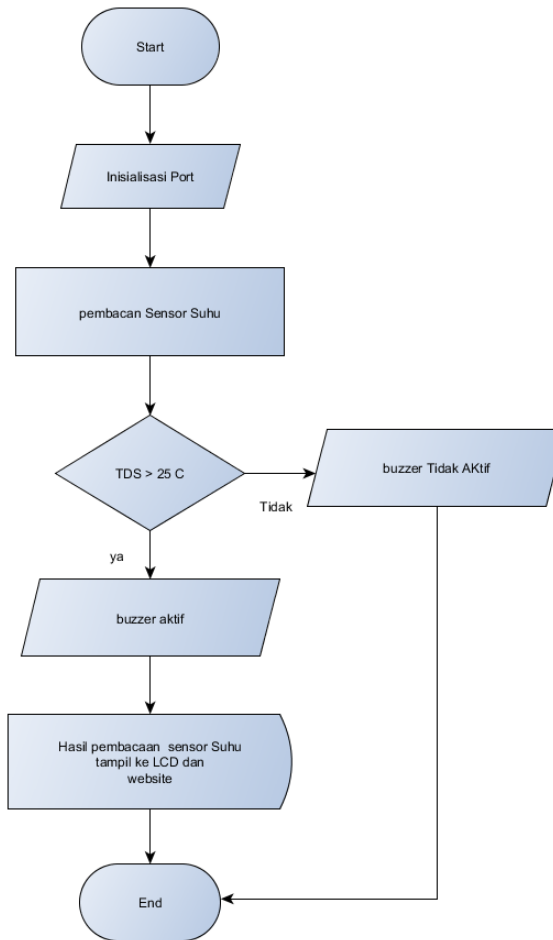 Start
Inisialisasi Port
pembacan Sensor Suhu
TDS > 25 C
Tidak
buzzer Tidak AKtif
ya
buzzer aktif
Hasil pembacaan sensor Suhu
tampil ke LCD dan
website
End